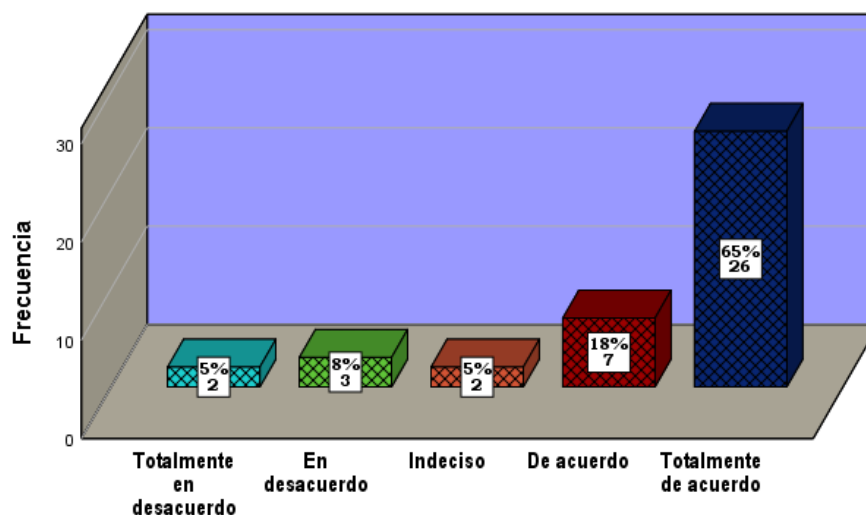 30
20
10
0
Frecuencia
5%
2
8%
3
5%
2
18%
7
65%
26
Totalmente
en
desacuerdo
En
desacuerdo
Indeciso
De acuerdo
Totalmente
de acuerdo